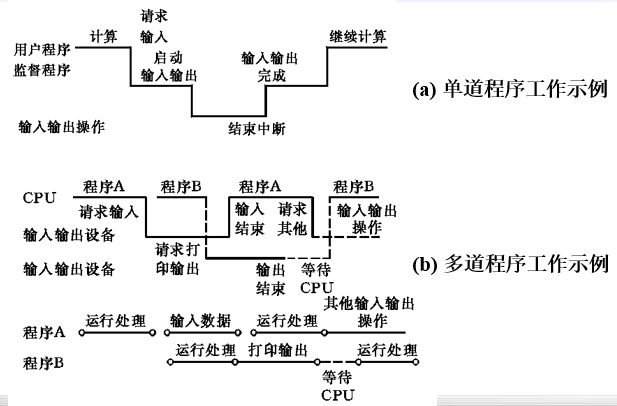 请求
计算 输入 继续计算
用户程序 启动 输入输出
监督程序 输入输出 完成
(a) 单道程序工作示例
输入输出操作 结束中断
程序A 程序B 程序A 程序B
CPU
请求输入 输入 请求 输入输出
输入输出设备 结束 其他 操作
请求打
输入输出设备 印输出 输出 等待
结束 CPU
(b) 多道程序工作示例
其他输入输出
运行处理 输入数据 运行处理 操作
程序A
运行处理 打印输出 运行处理
程序B
等待
CPU